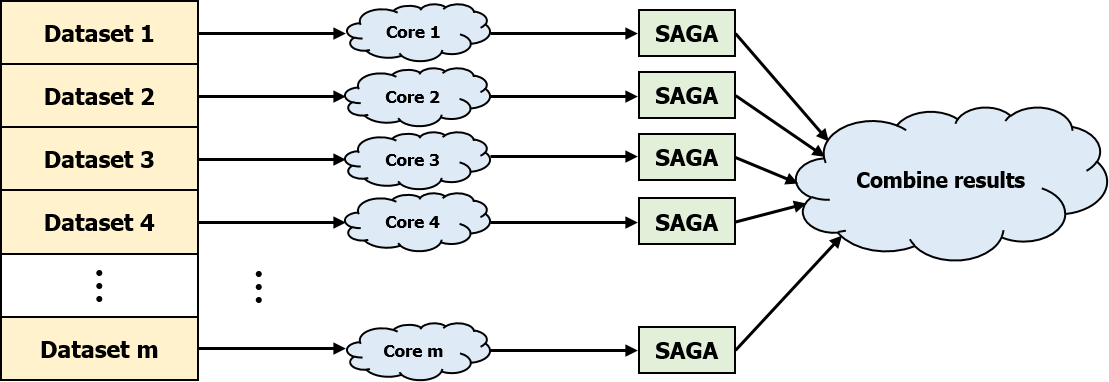 Dataset 1
Core 1
SAGA
Dataset 2
Core 2
SAGA
Dataset 3
Core 3
SAGA
Combine results
Dataset 4
Core 4
SAGA
Dataset m
Core m
SAGA